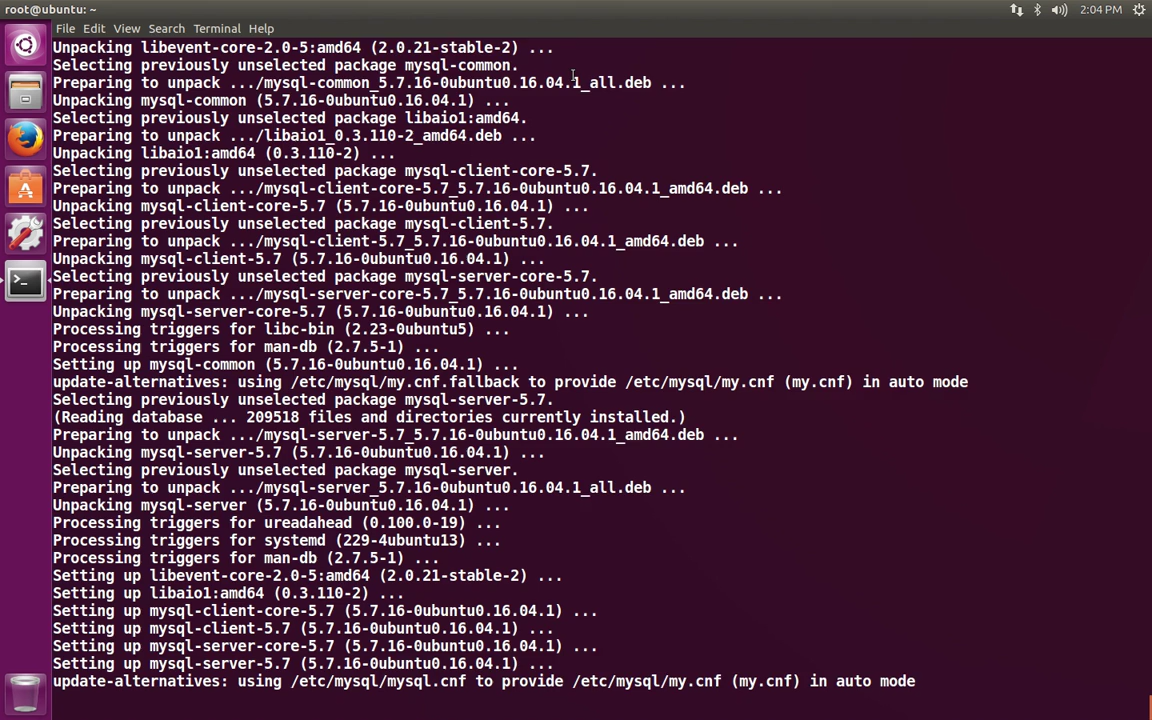 root@ubuntu: ~
2:04 PM
File Edit View Search Terminal Help
Unpacking libevent-core-2.0-5:amd64 (2.0.21-stable-2) ...
Selecting previously unselected package mysql-common.
Preparing to unpack .../mysql-common_5.7.16-0ubuntu0.16.04.1_all.deb ...
Unpacking mysql-common (5.7.16-0ubuntu0.16.04.1) ...
Selecting previously unselected package libaio1:amd64.
Preparing to unpack .../libaio1_0.3.110-2_amd64.deb ...
Unpacking libaio1:amd64 (0.3.110-2) ...
Selecting previously unselected package mysql-client-core-5.7.
Preparing to unpack .../mysql-client-core-5.7_5.7.16-0ubuntu0.16.04.1_amd64.deb ...
Unpacking mysql-client-core-5.7 (5.7.16-0ubuntu0.16.04.1) ...
Selecting previously unselected package mysql-client-5.7.
Preparing to unpack .../mysql-client-5.7_5.7.16-0ubuntu0.16.04.1_amd64.deb ...
Unpacking mysql-client-5.7 (5.7.16-0ubuntu0.16.04.1) ...
Selecting previously unselected package mysql-server-core-5.7.
Preparing to unpack .../mysql-server-core-5.7_5.7.16-0ubuntu0.16.04.1_amd64.deb ...
Unpacking mysql-server-core-5.7 (5.7.16-0ubuntu0.16.04.1) ...
Processing triggers for libc-bin (2.23-0ubuntu5) ...
Processing triggers for man-db (2.7.5-1) ...
Setting up mysql-common (5.7.16-0ubuntu0.16.04.1) ...
update-alternatives: using /etc/mysql/my.cnf.fallback to provide /etc/mysql/my.cnf (my.cnf) in auto mode
Selecting previously unselected package mysql-server-5.7.
(Reading database ... 209518 files and directories currently installed.)
Preparing to unpack .../mysql-server-5.7_5.7.16-0ubuntu0.16.04.1_amd64.deb ...
Unpacking mysql-server-5.7 (5.7.16-0ubuntu0.16.04.1) ...
Selecting previously unselected package mysql-server.
Preparing to unpack .../mysql-server_5.7.16-0ubuntu0.16.04.1_all.deb ...
Unpacking mysql-server (5.7.16-0ubuntu0.16.04.1) ...
Processing triggers for ureadahead (0.100.0-19) ...
Processing triggers for systemd (229-4ubuntu13) ...
Processing triggers for man-db (2.7.5-1) ...
Setting up libevent-core-2.0-5:amd64 (2.0.21-stable-2) ...
Setting up libaio1:amd64 (0.3.110-2) ...
Setting up mysql-client-core-5.7 (5.7.16-0ubuntu0.16.04.1) ...
Setting up mysql-client-5.7 (5.7.16-0ubuntu0.16.04.1) ...
Setting up mysql-server-core-5.7 (5.7.16-0ubuntu0.16.04.1) ...
Setting up mysql-server-5.7 (5.7.16-0ubuntu0.16.04.1) ...
update-alternatives: using /etc/mysql/mysql.cnf to provide /etc/mysql/my.cnf (my.cnf) in auto mode